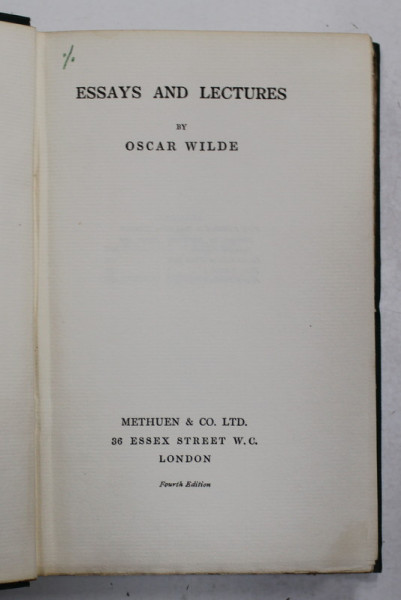 %
ESSAYS AND LECTURES
BY
OSCAR WILDE
METHUEN & CO. LTD.
36 ESSEX STREET W.C.
LONDON
Fourth Edition